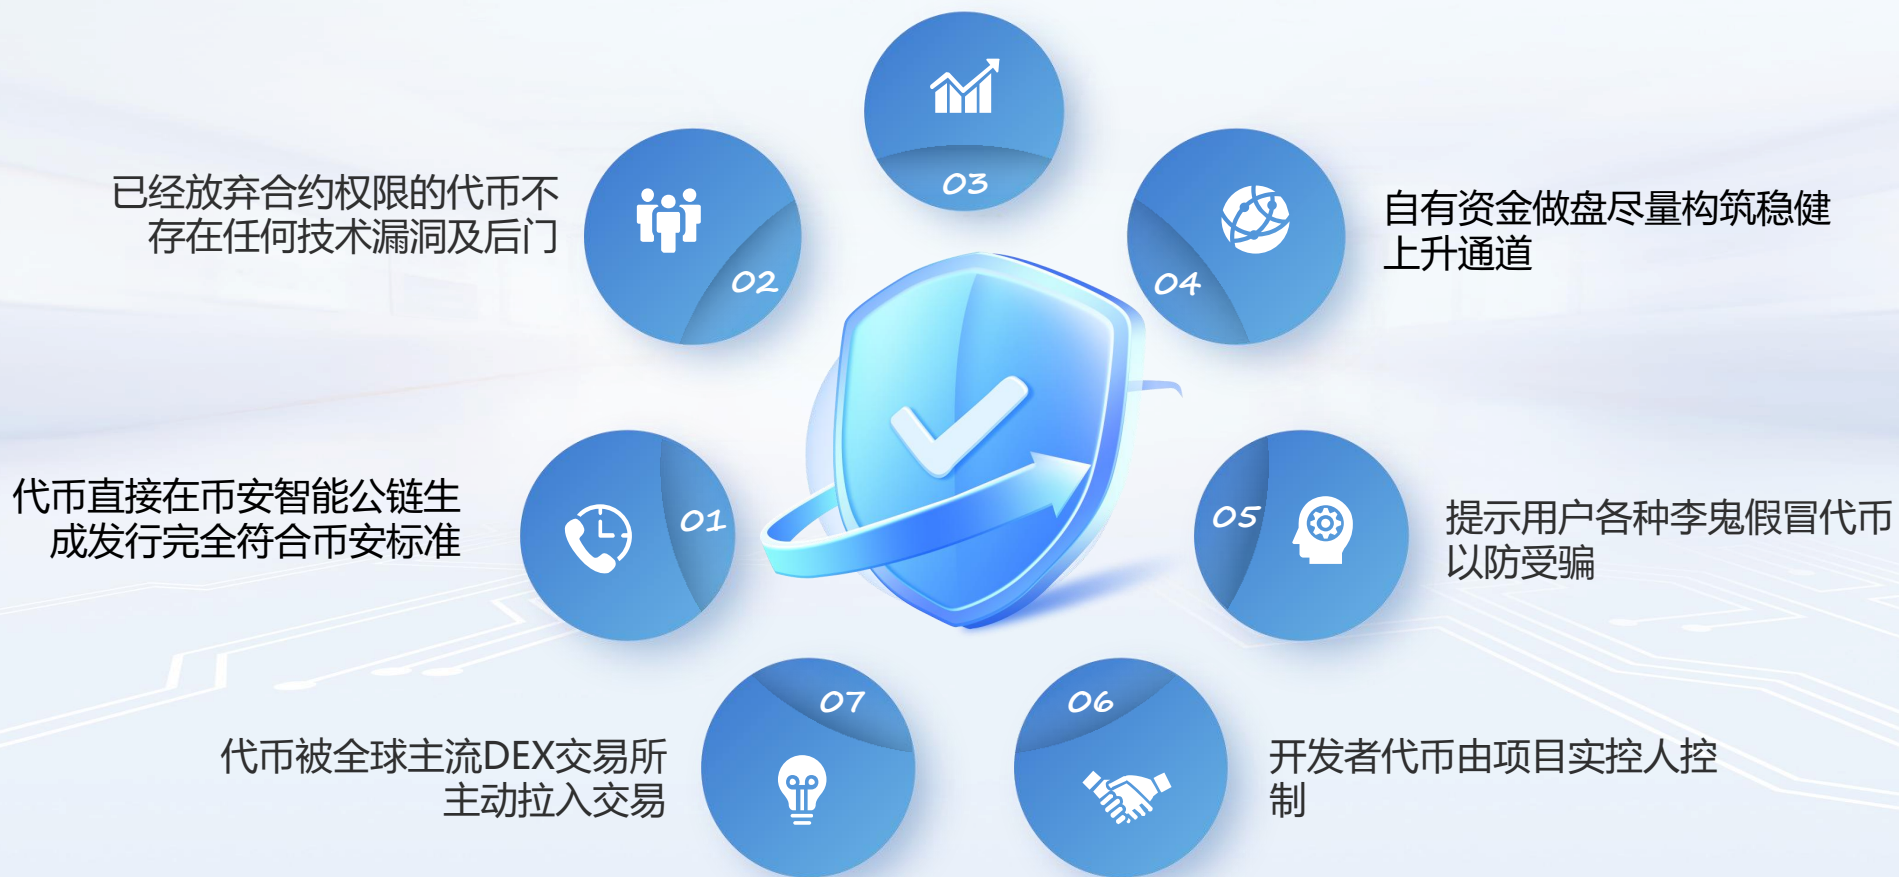 03
已经放弃合约权限的代币不
存在任何技术漏洞及后门
02
04
自有资金做盘尽量构筑稳健
上升通道
代币直接在币安智能公链生
成发行完全符合币安标准
01
05
提示用户各种李鬼假冒代币
以防受骗
07
代币被全球主流DEX交易所
主动拉入交易
06
开发者代币由项目实控人控
制